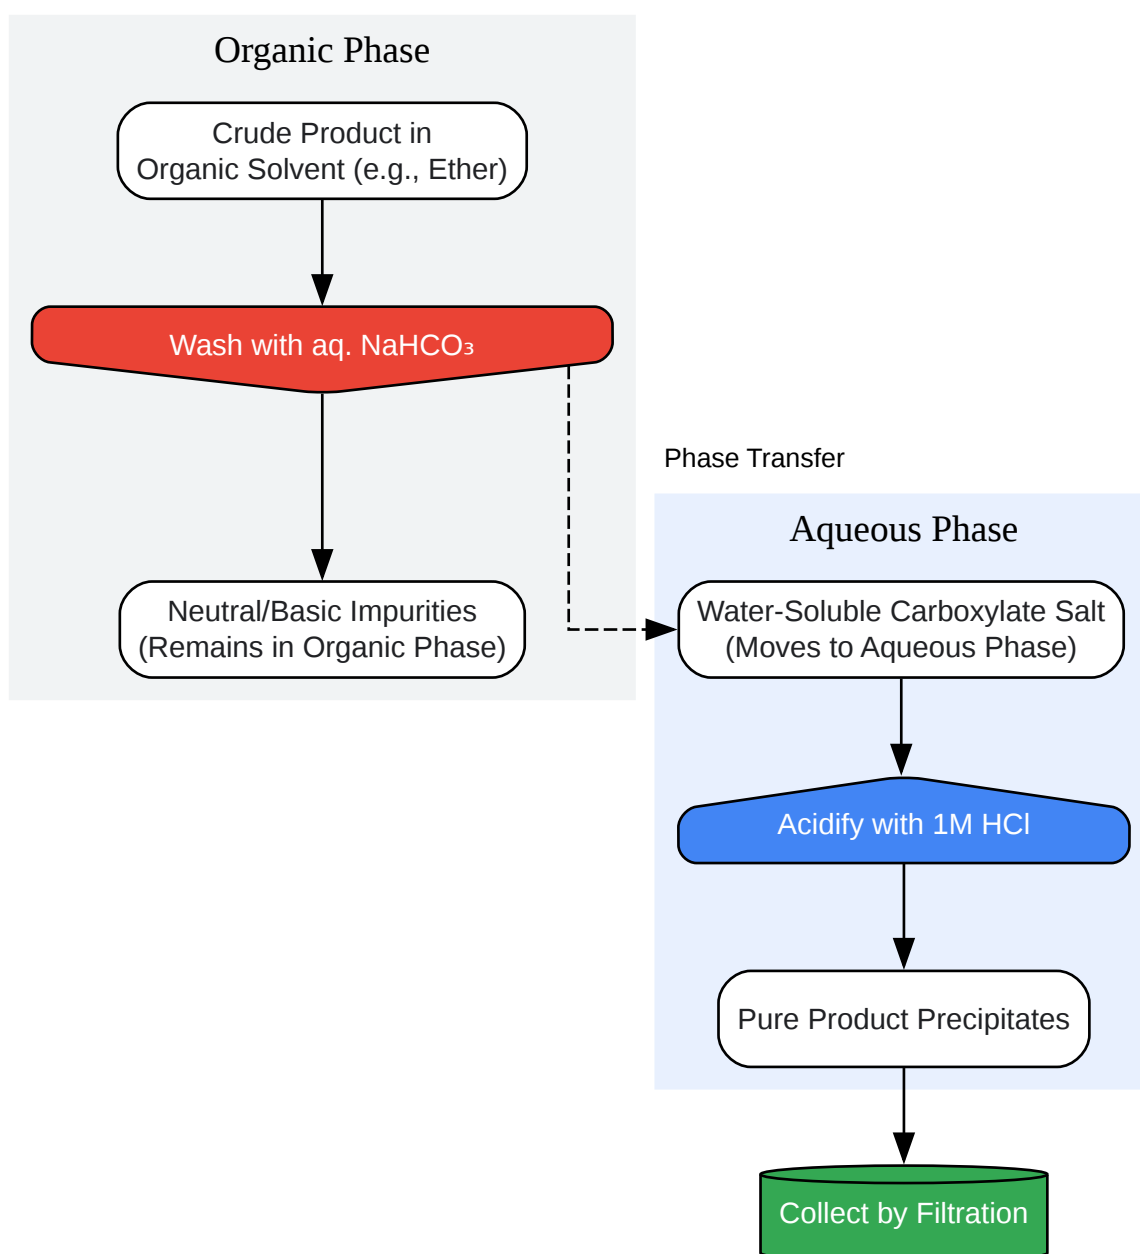 Organic Phase
Crude Product in
Organic Solvent (e.g., Ether)
Wash with aq. NaHCO₃
Neutral/Basic Impurities
(Remains in Organic Phase)
Phase Transfer
Aqueous Phase
Water-Soluble Carboxylate Salt
(Moves to Aqueous Phase)
Acidify with 1M HCl
Pure Product Precipitates
Collect by Filtration